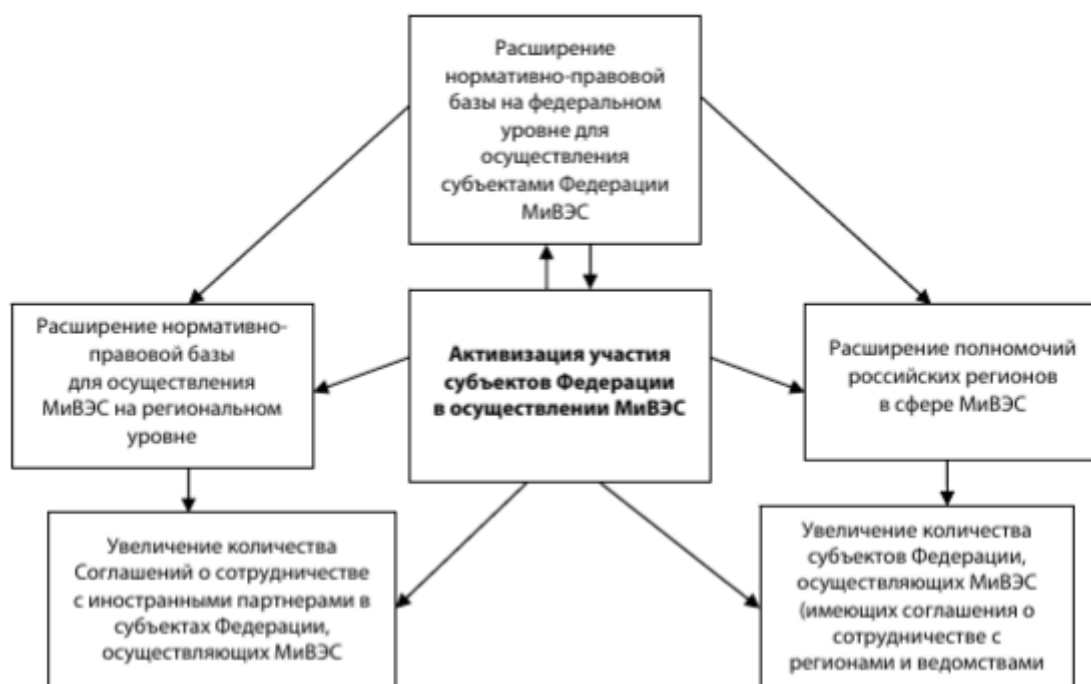 Расширение
нормативно-правовой
базы на федеральном
уровне для
осуществления
субъектами Федерации
МиВЭС
Расширение нормативно-
правовой базы
для осуществления
МиВЭС на региональном
уровне
Активизация участия
субъектов Федерации
в осуществлении МиВЭС
Расширение полномочий
российских регионов
в сфере МиВЭС
Увеличение количества
Соглашений о сотрудничестве
с иностранными партнерами в
субъектах Федерации,
осуществляющих МиВЭС
Увеличение количества
субъектов Федерации,
осуществляющих МиВЭС
(имеющих соглашения о
сотрудничестве с
регионами и ведомствами